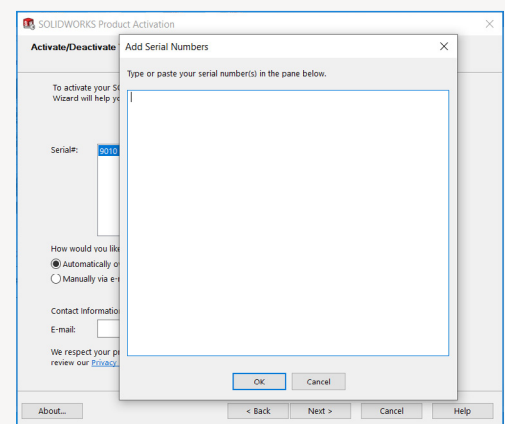 SOLIDWORKS Product Activation
Activate/Deactivate
Add Serial Numbers
Type or paste your serial number(s) in the pane below.
To activate your
Wizard will help
Serial#:
9010
How would you like
Automatically
Manually via
Contact Information
E-mail:
We respect your
review our Privacy
OK
Cancel
About...
< Back
Next >
Cancel
Help